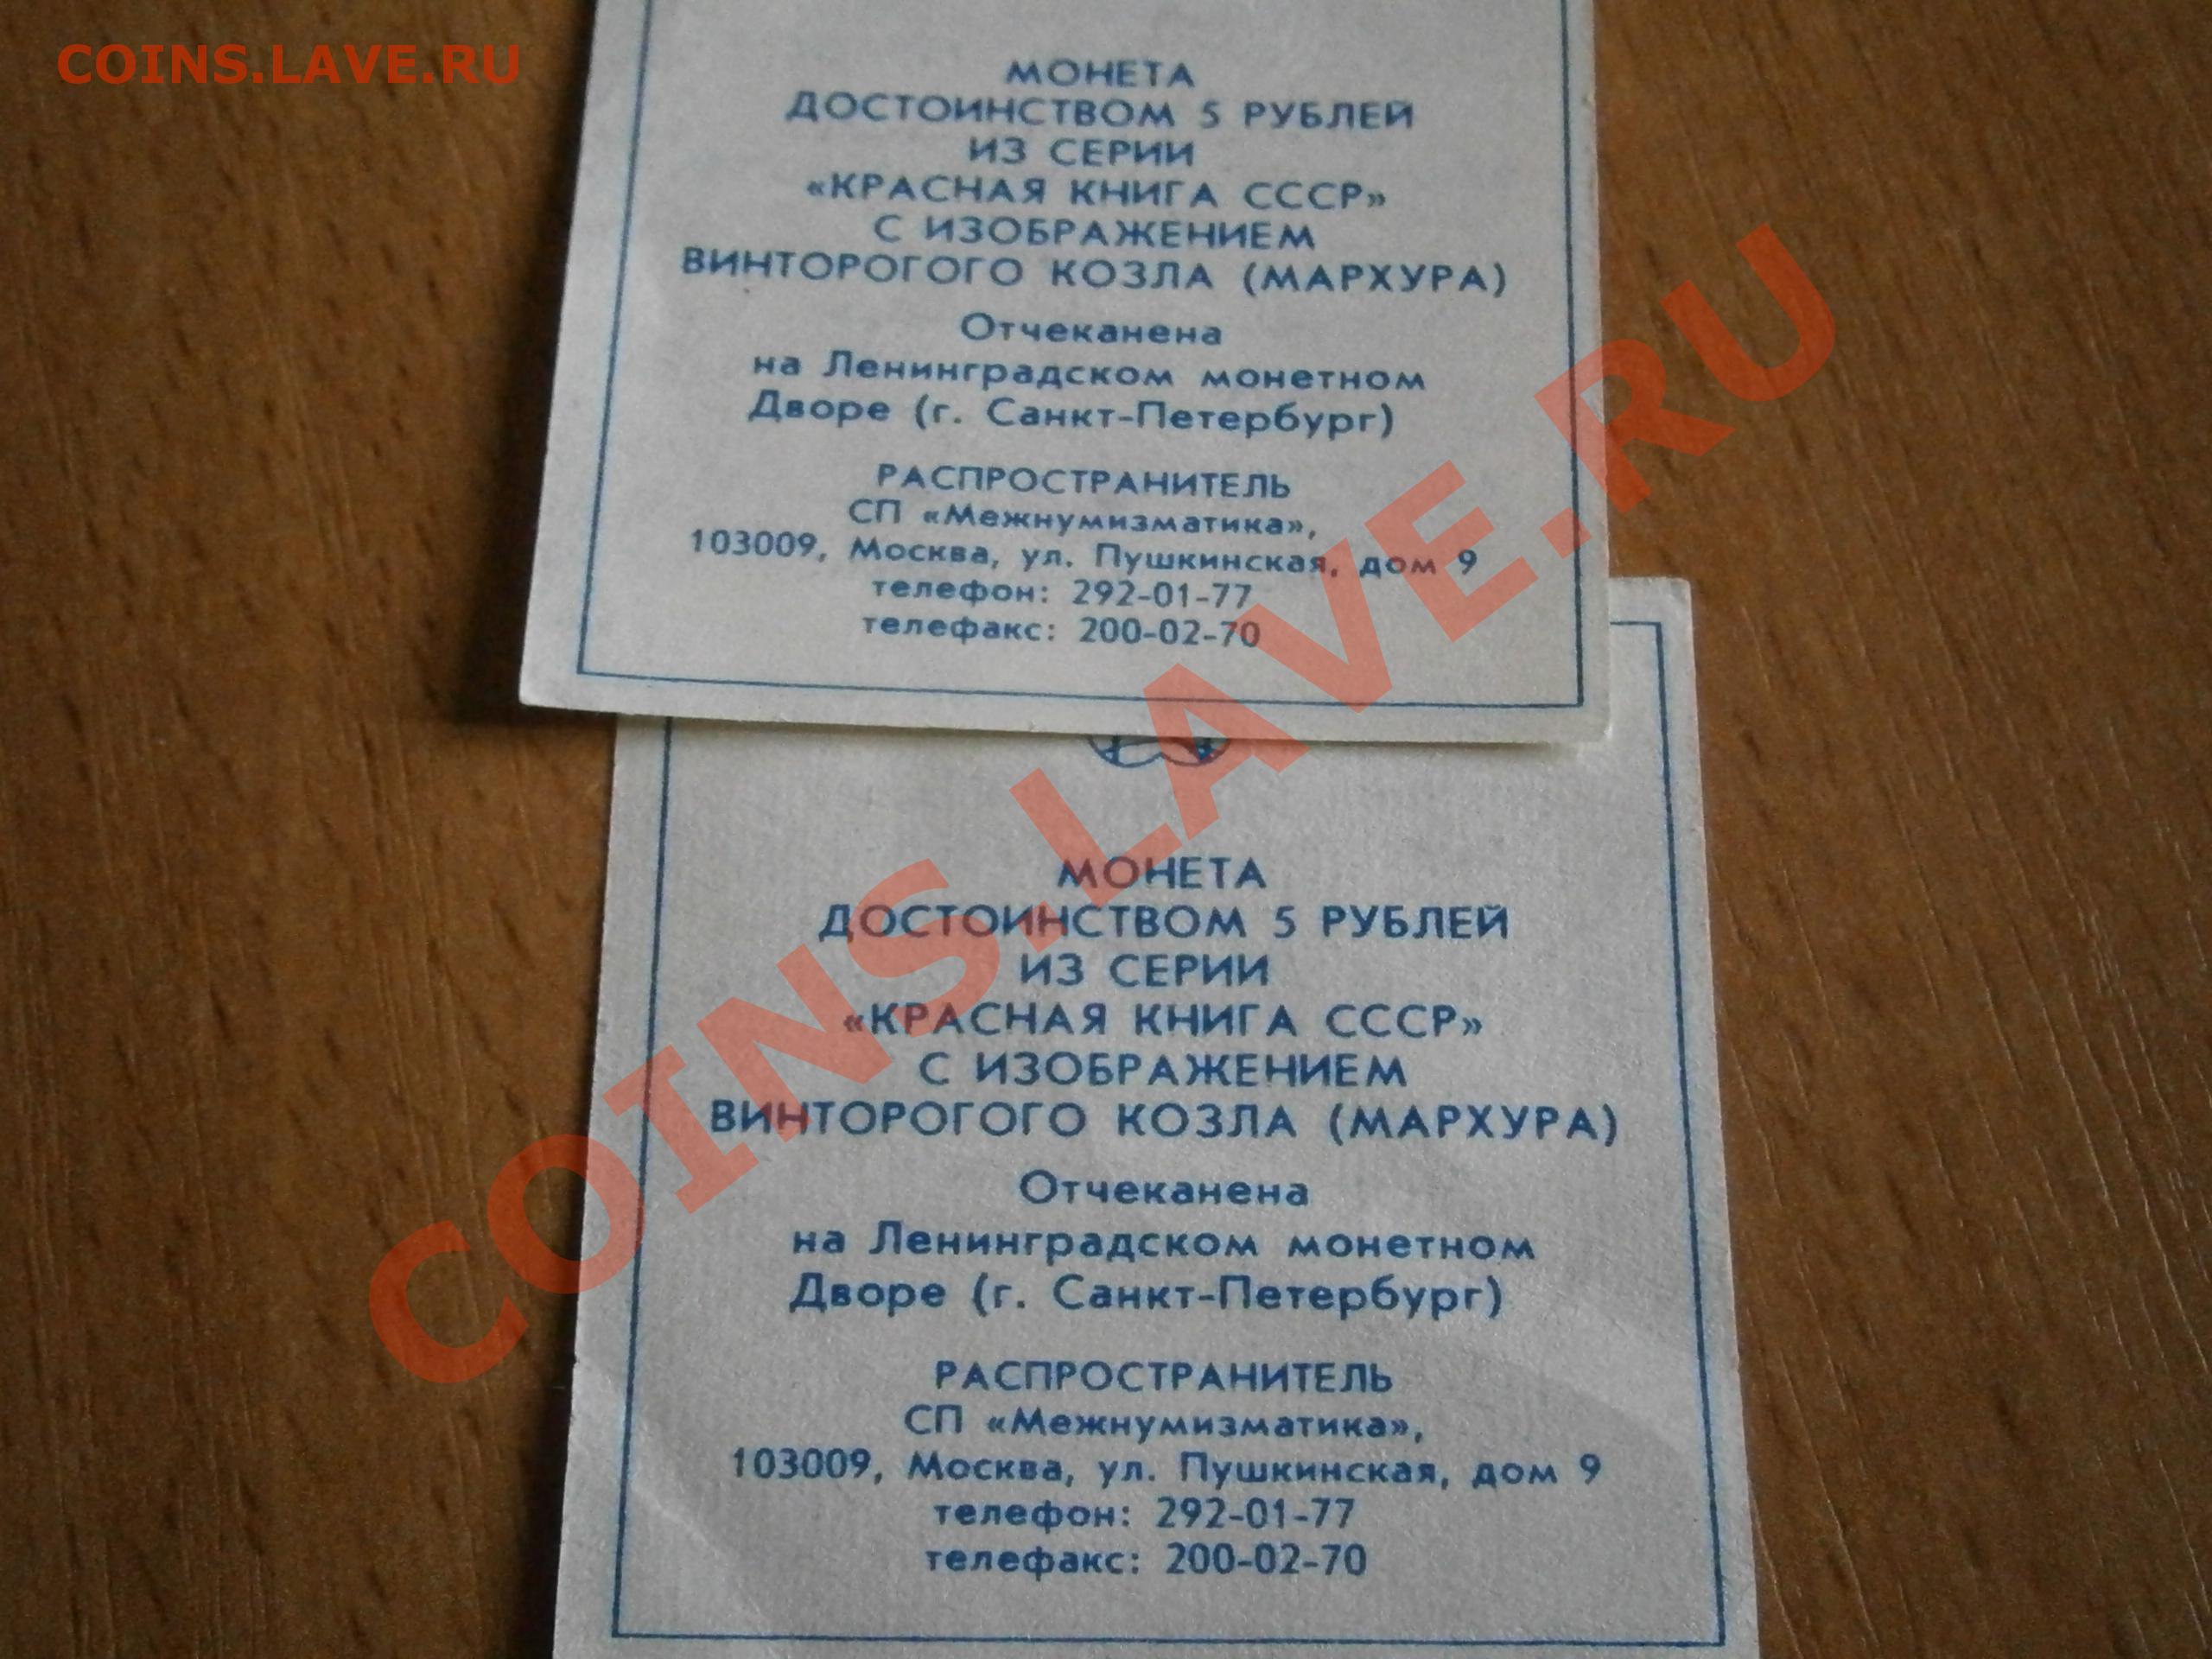 COINS.LAVE.RU
МОНЕТА
ДОСТОИНСТВОМ 5 РУБЛЕЙ
ИЗ СЕРИИ
«КРАСНАЯ КНИГА СССР»
С ИЗОБРАЖЕНИЕМ
ВИНТОРОГОГО КОЗЛА (МАРХУРА)
Отчеканена
на Ленинградском монетном
Дворе (г. Санкт-Петербург)
РАСПРОСТРАНИТЕЛЬ
СП «Межнумизматика»,
103009, Москва, ул. Пушкинская, дом 9
телефон: 292-01-77
телефакс: 200-02-70
МОНЕТА
ДОСТОИНСТВОМ 5 РУБЛЕЙ
ИЗ СЕРИИ
«КРАСНАЯ КНИГА СССР»
С ИЗОБРАЖЕНИЕМ
ВИНТОРОГОГО КОЗЛА (МАРХУРА)
Отчеканена
на Ленинградском монетном
Дворе (г. Санкт-Петербург)
РАСПРОСТРАНИТЕЛЬ
СП «Межнумизматика»,
103009, Москва, ул. Пушкинская, дом 9
телефон: 292-01-77
телефакс: 200-02-70
COINS.LAVE.RU